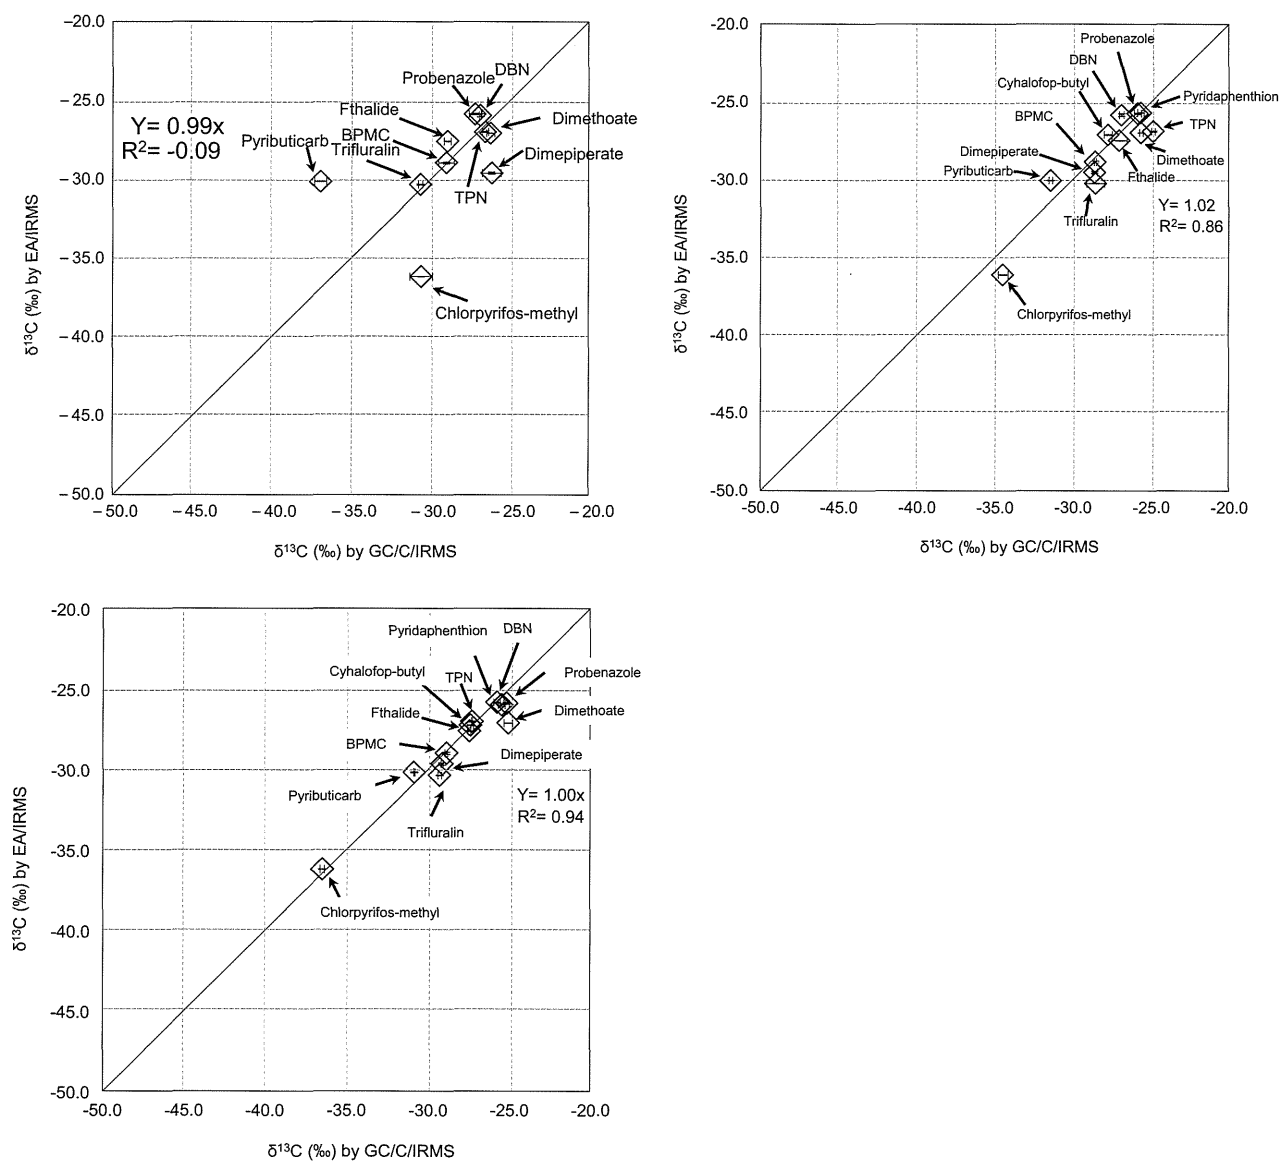 −20.0
Probenazole
DBN
−25.0
Fthalide
Dimethoate
Y= 0.99x
BPMC
R²= -0.09
Pyributicarb
Trifluralin
Dimepiperate
−30.0
TPN
−35.0
Chlorpyrifos-methyl
−40.0
−45.0
−50.0
-50.0 −45.0 −40.0 −35.0 −30.0 −25.0 −20.0
δ¹³C (‰) by EA/IRMS
δ¹³C (‰) by GC/C/IRMS
-20.0
Probenazole
DBN
Cyhalofop-butyl
Pyridaphenthion
-25.0
BPMC
TPN
Dimepiperate
Dimethoate
Pyributicarb
Fthalide
-30.0
Y= 1.02
Trifluralin
R²= 0.86
-35.0
Chlorpyrifos-methyl
-40.0
-45.0
-50.0
-50.0 -45.0 -40.0 -35.0 -30.0 -25.0 -20.0
δ¹³C (‰) by EA/IRMS
δ¹³C (‰) by GC/C/IRMS
-20.0
Pyridaphenthion
DBN
Cyhalofop-butyl
TPN
Probenazole
-25.0
Fthalide
Dimethoate
BPMC
Dimepiperate
-30.0
Pyributicarb
Y= 1.00x
R²= 0.94
Trifluralin
-35.0
Chlorpyrifos-methyl
-40.0
-45.0
-50.0
-50.0 -45.0 -40.0 -35.0 -30.0 -25.0 -20.0
δ¹³C (‰) by EA/IRMS
δ¹³C (‰) by GC/C/IRMS